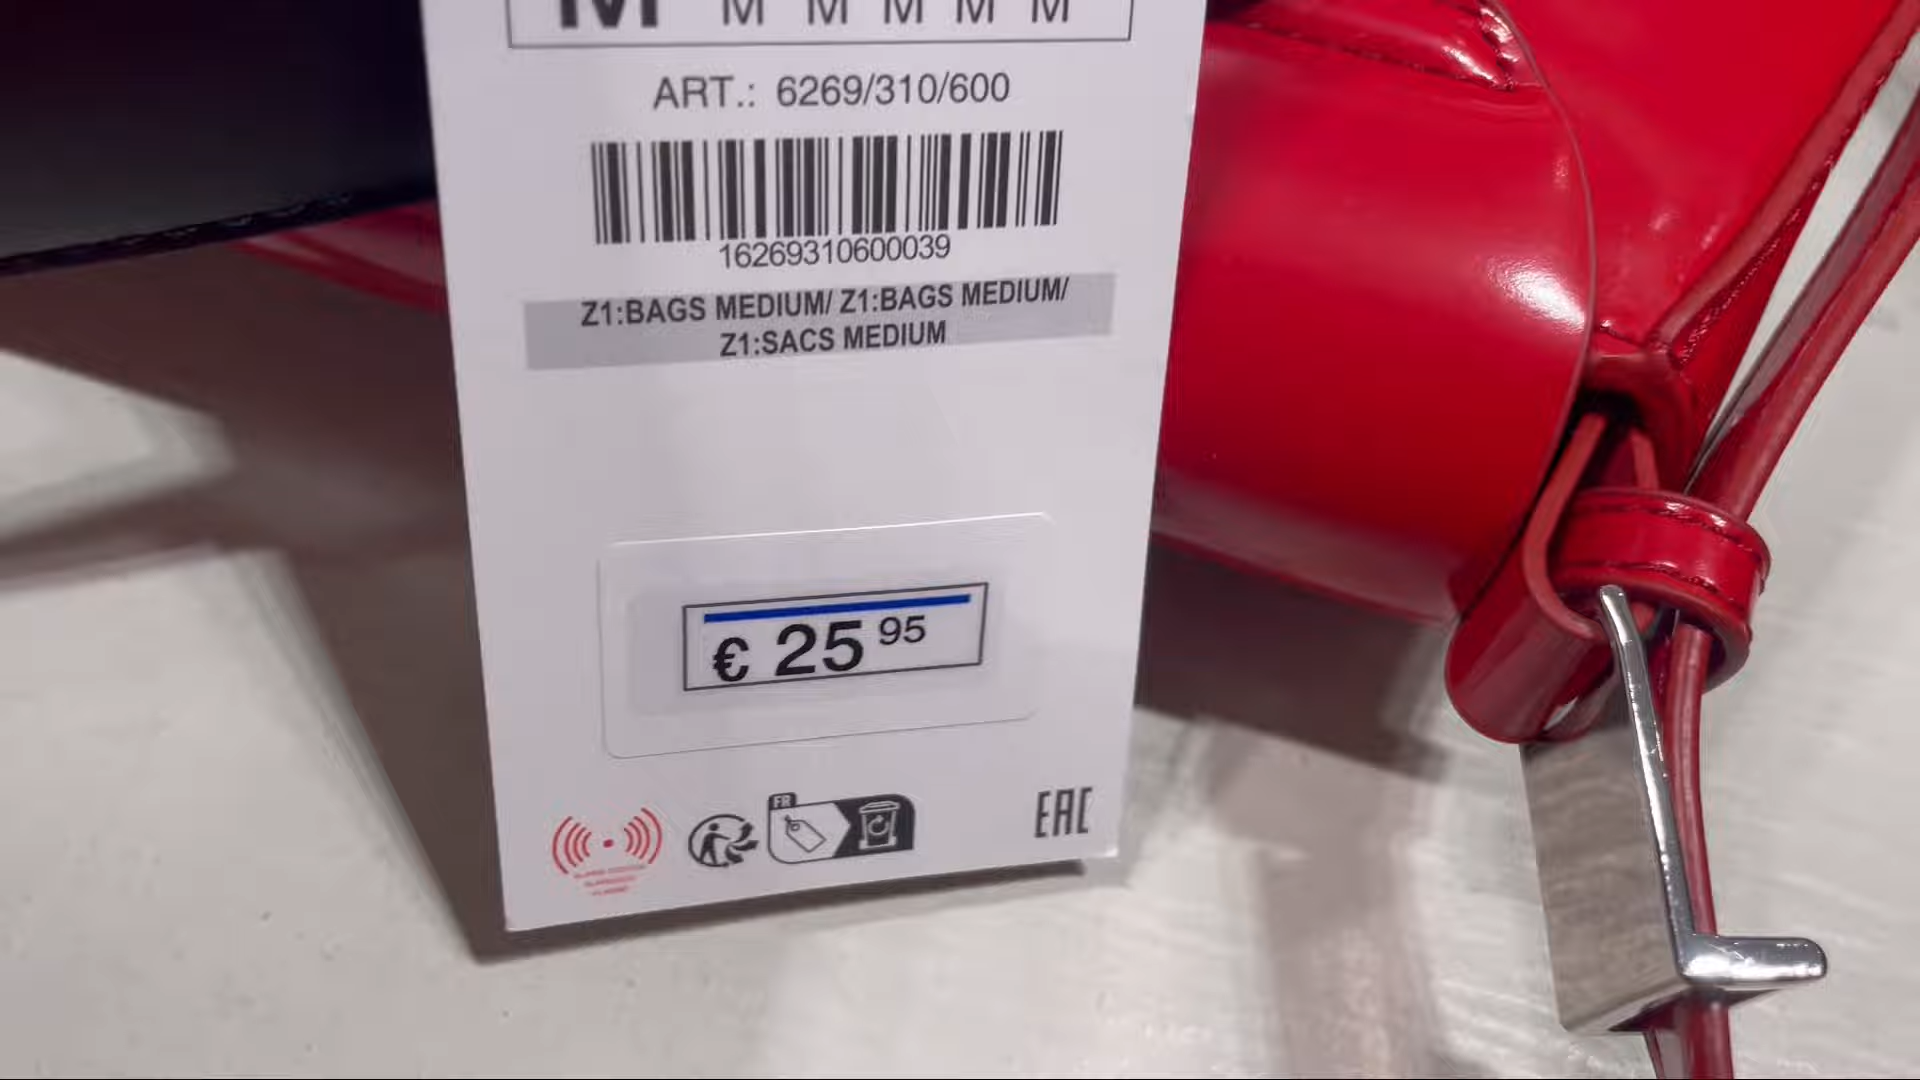 M M M M M M
ART.: 6269/310/600
16269310600039
Z1:BAGS MEDIUM/ Z1:BAGS MEDIUM/
Z1:SACS MEDIUM
€ 25 95
FR
EAC